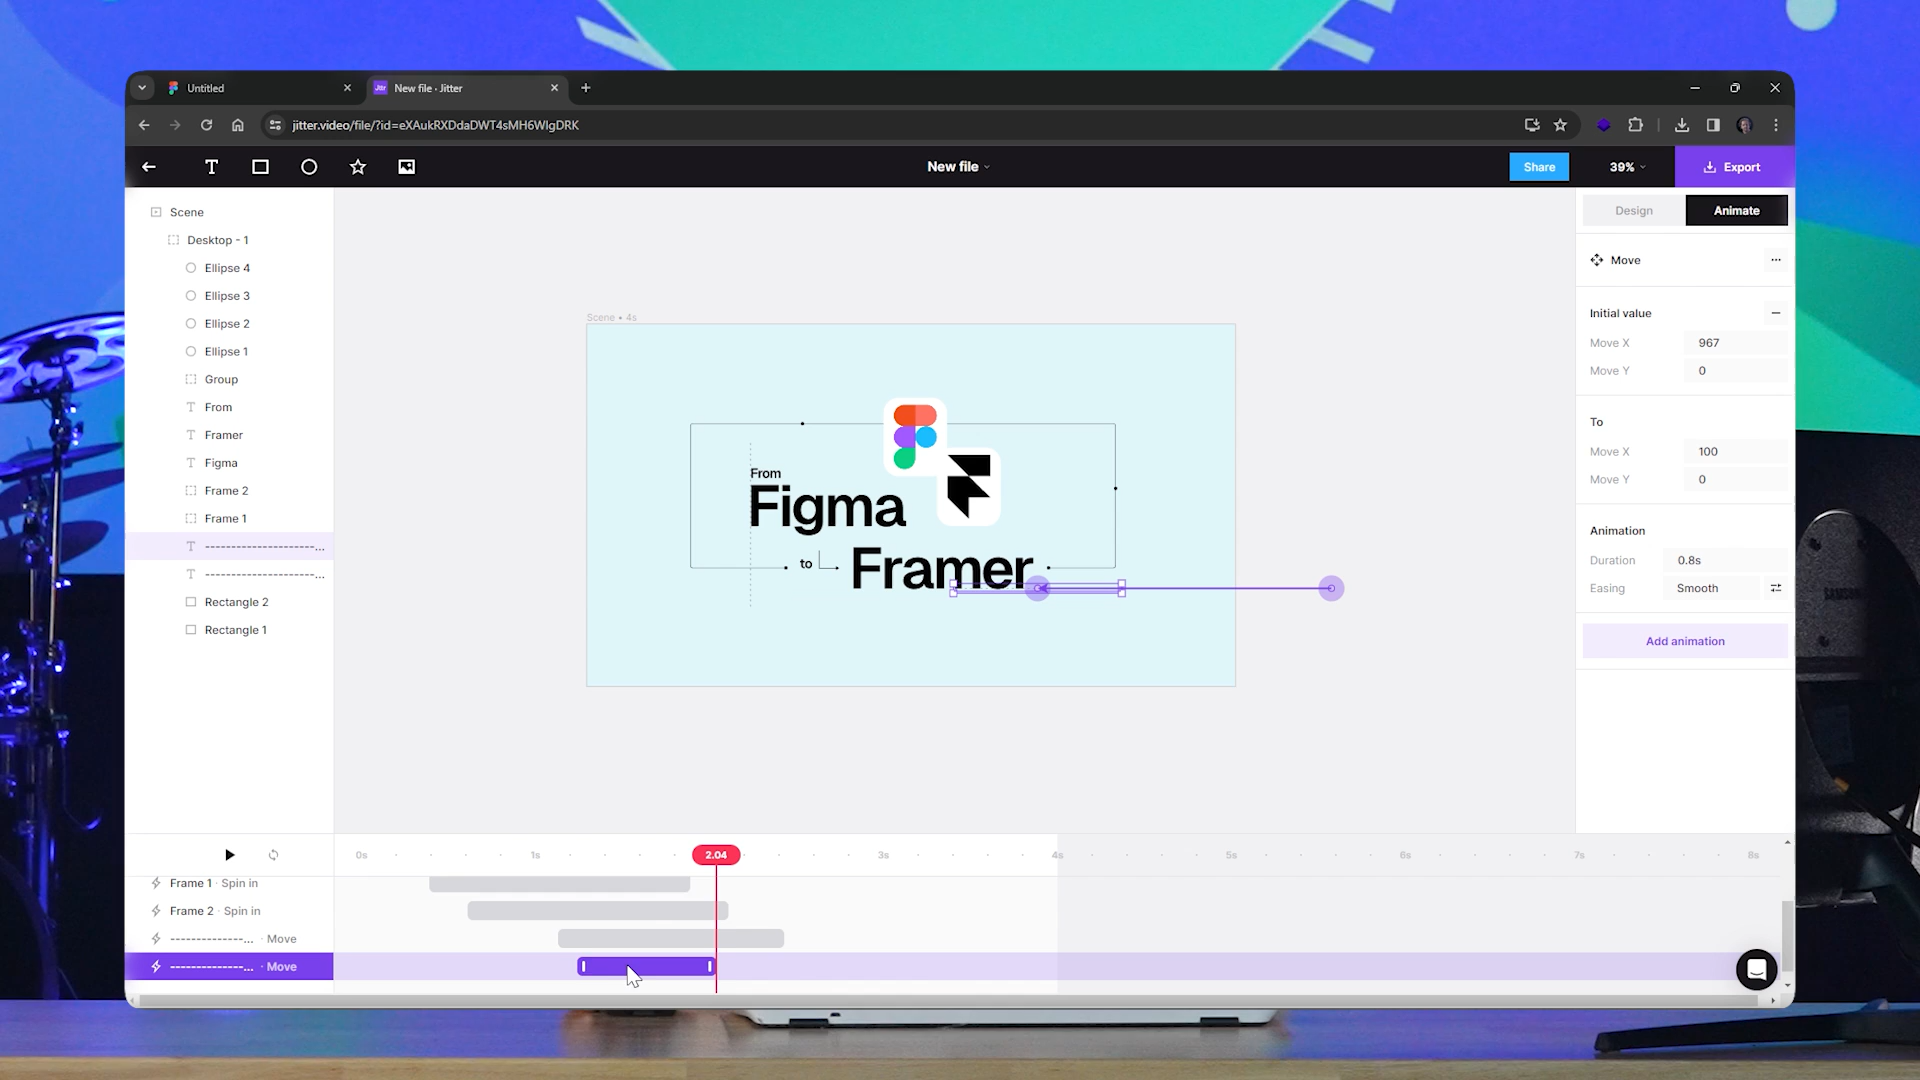 Untitled
New file · Jitter
jitter.video/file/?id=eXAukRXDdaDWT4sMH6WIgDRK
New file
Share
39%
Export
Scene
Desktop - 1
Ellipse 4
Ellipse 3
Ellipse 2
Ellipse 1
Group
From
Framer
Figma
Frame 2
Frame 1
---------------------...
---------------------...
Rectangle 2
Rectangle 1
Scene • 4s
From
Figma
to
Framer
Design
Animate
Move
Initial value
Move X 967
Move Y 0
To
Move X 100
Move Y 0
Animation
Duration 0.8s
Easing Smooth
Add animation
0s 1s 2.04 3s 4s 5s 6s 7s 8s
Frame 1 · Spin in
Frame 2 · Spin in
--------------... · Move
--------------... · Move